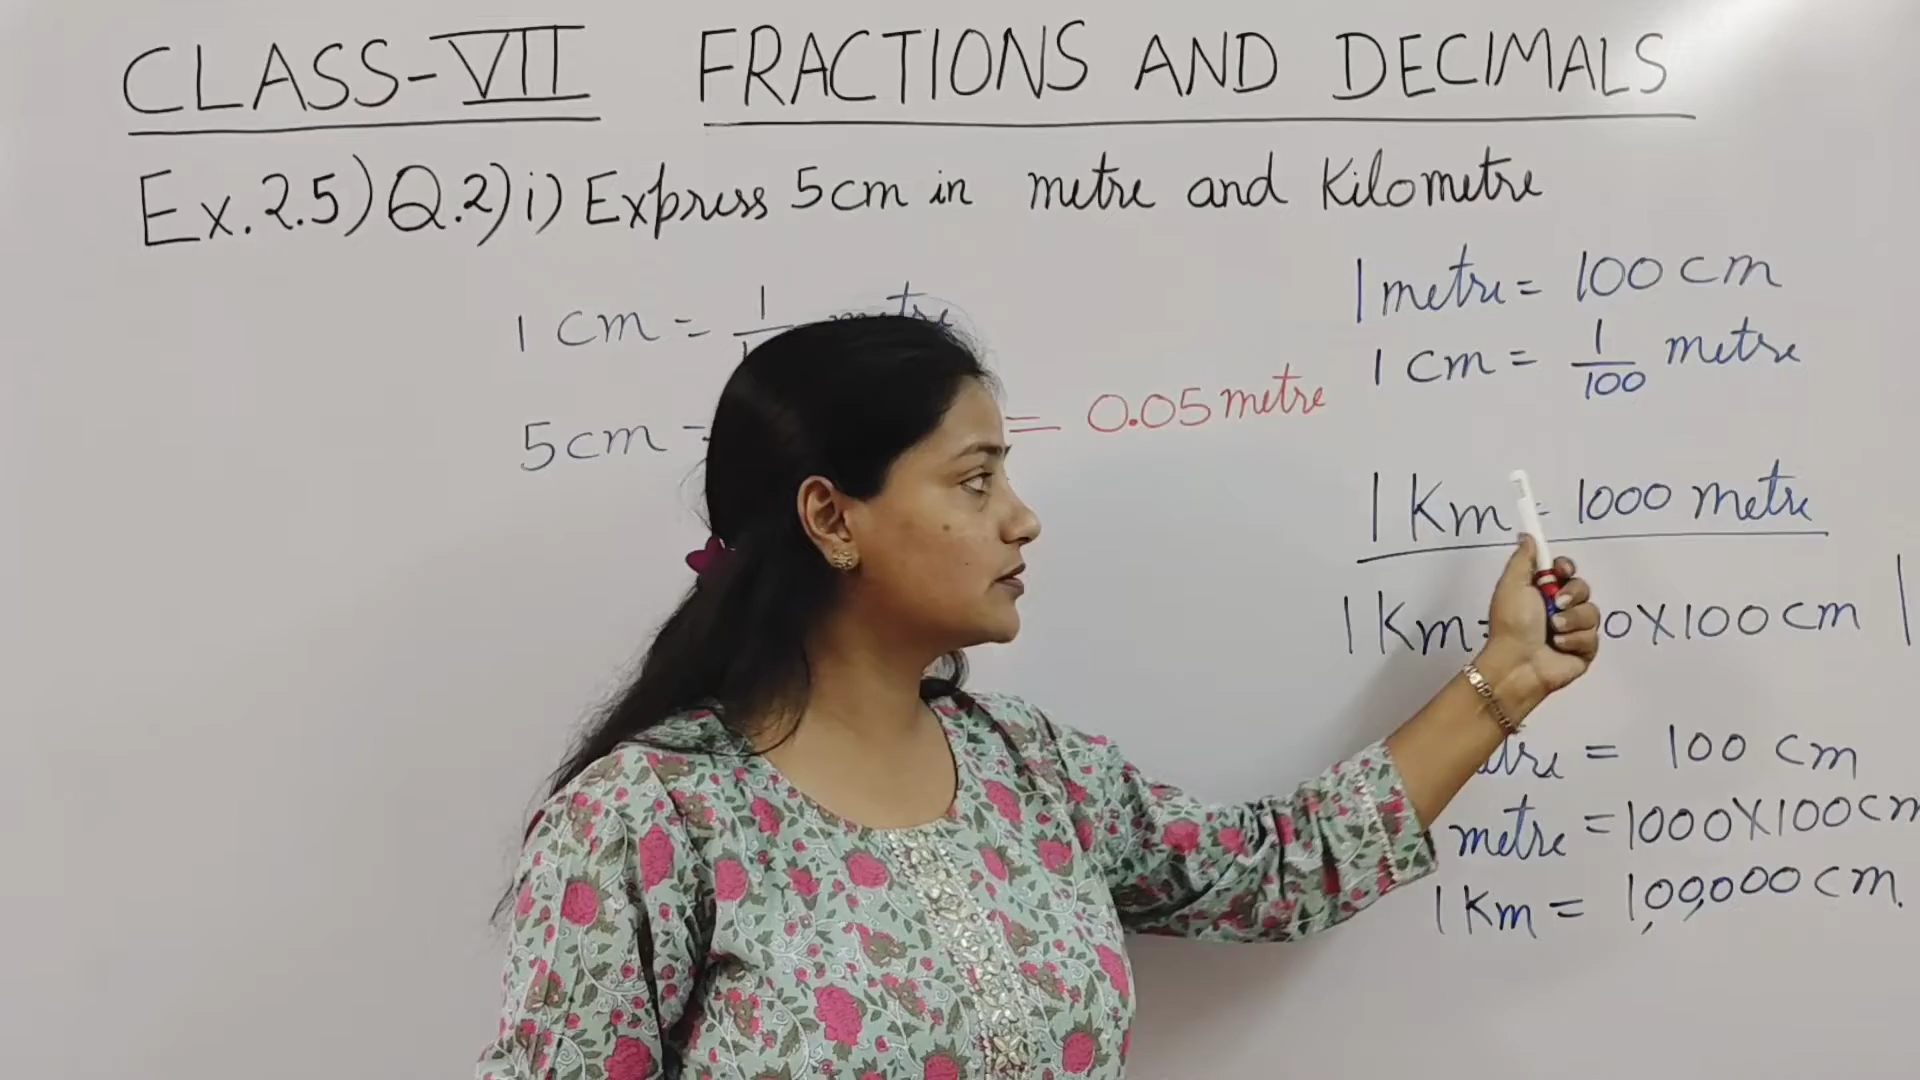 CLASS-VII FRACTIONS AND DECIMALS
Ex.2.5) Q.2) i) Express 5cm in metre and Kilometre
1 cm = 1
5cm
= 0.05 metre
1 metre = 100 cm
1 cm = 1/100 metre
1 Km = 1000 metre
1 Km= 0X100 cm
= 100 cm
metre =1000X100cm
1 Km = 1,00,000 cm.